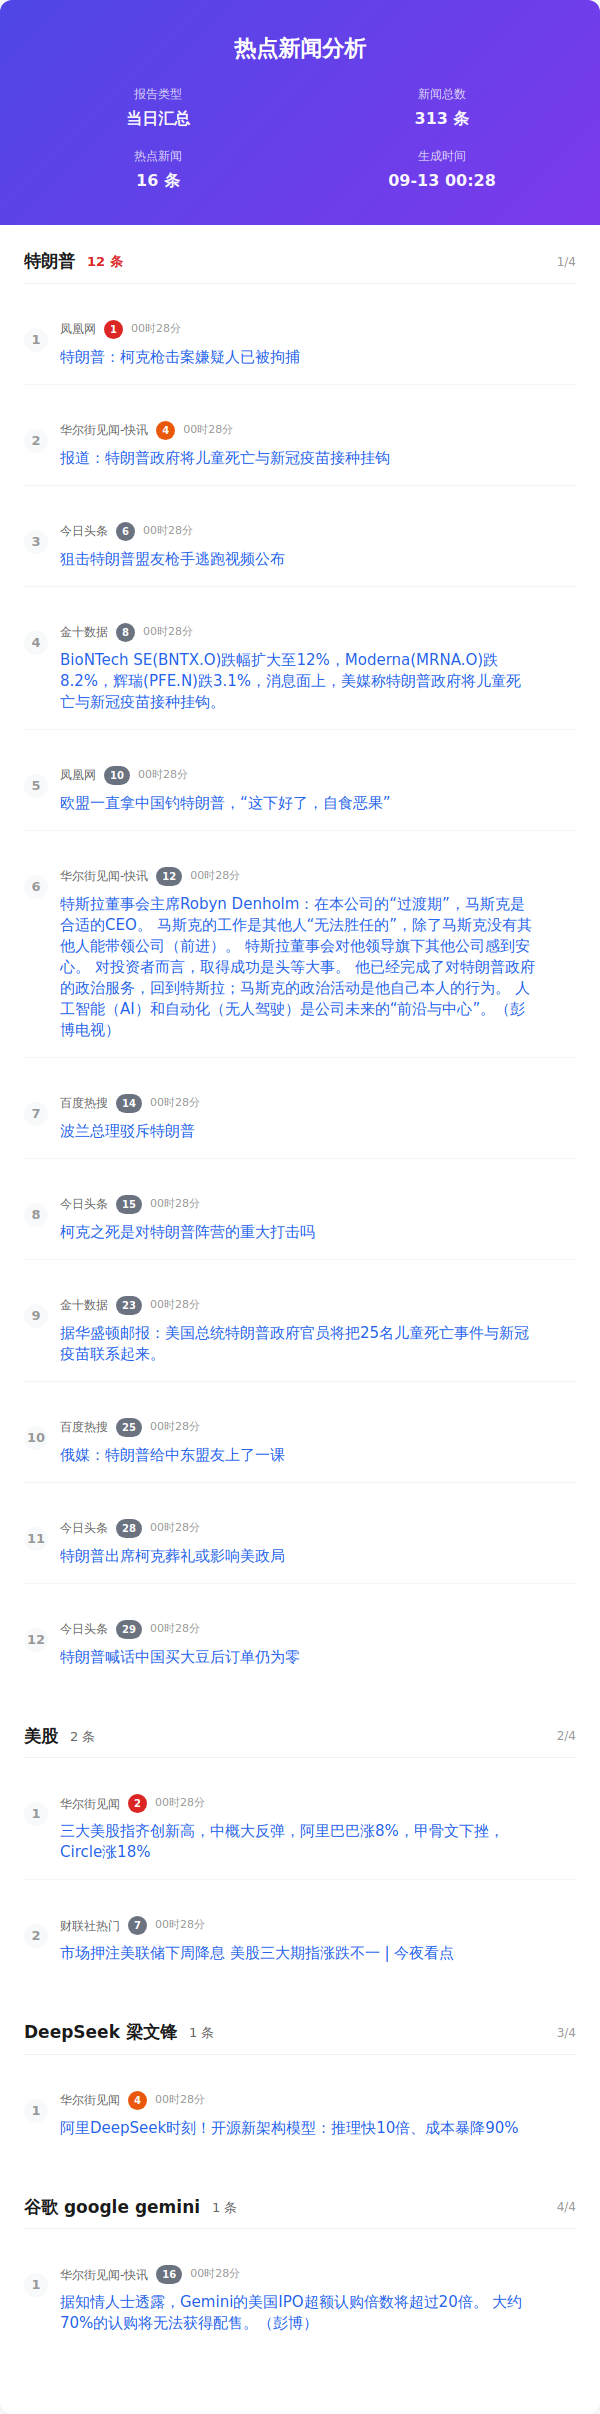 热点新闻分析
报告类型
当日汇总
新闻总数
313 条
热点新闻
16 条
生成时间
09-13 00:28
特朗普 12 条 1/4
1
凤凰网 1 00时28分
特朗普：柯克枪击案嫌疑人已被拘捕
2
华尔街见闻-快讯 4 00时28分
报道：特朗普政府将儿童死亡与新冠疫苗接种挂钩
3
今日头条 6 00时28分
狙击特朗普盟友枪手逃跑视频公布
4
金十数据 8 00时28分
BioNTech SE(BNTX.O)跌幅扩大至12%，Moderna(MRNA.O)跌
8.2%，辉瑞(PFE.N)跌3.1%，消息面上，美媒称特朗普政府将儿童死
亡与新冠疫苗接种挂钩。
5
凤凰网 10 00时28分
欧盟一直拿中国钓特朗普，“这下好了，自食恶果”
6
华尔街见闻-快讯 12 00时28分
特斯拉董事会主席Robyn Denholm：在本公司的“过渡期”，马斯克是
合适的CEO。 马斯克的工作是其他人“无法胜任的”，除了马斯克没有其
他人能带领公司（前进）。 特斯拉董事会对他领导旗下其他公司感到安
心。 对投资者而言，取得成功是头等大事。 他已经完成了对特朗普政府
的政治服务，回到特斯拉；马斯克的政治活动是他自己本人的行为。 人
工智能（AI）和自动化（无人驾驶）是公司未来的“前沿与中心”。（彭
博电视）
7
百度热搜 14 00时28分
波兰总理驳斥特朗普
8
今日头条 15 00时28分
柯克之死是对特朗普阵营的重大打击吗
9
金十数据 23 00时28分
据华盛顿邮报：美国总统特朗普政府官员将把25名儿童死亡事件与新冠
疫苗联系起来。
10
百度热搜 25 00时28分
俄媒：特朗普给中东盟友上了一课
11
今日头条 28 00时28分
特朗普出席柯克葬礼或影响美政局
12
今日头条 29 00时28分
特朗普喊话中国买大豆后订单仍为零
美股 2 条 2/4
1
华尔街见闻 2 00时28分
三大美股指齐创新高，中概大反弹，阿里巴巴涨8%，甲骨文下挫，
Circle涨18%
2
财联社热门 7 00时28分
市场押注美联储下周降息 美股三大期指涨跌不一 | 今夜看点
DeepSeek 梁文锋 1 条 3/4
1
华尔街见闻 4 00时28分
阿里DeepSeek时刻！开源新架构模型：推理快10倍、成本暴降90%
谷歌 google gemini 1 条 4/4
1
华尔街见闻-快讯 16 00时28分
据知情人士透露，Gemini的美国IPO超额认购倍数将超过20倍。 大约
70%的认购将无法获得配售。（彭博）